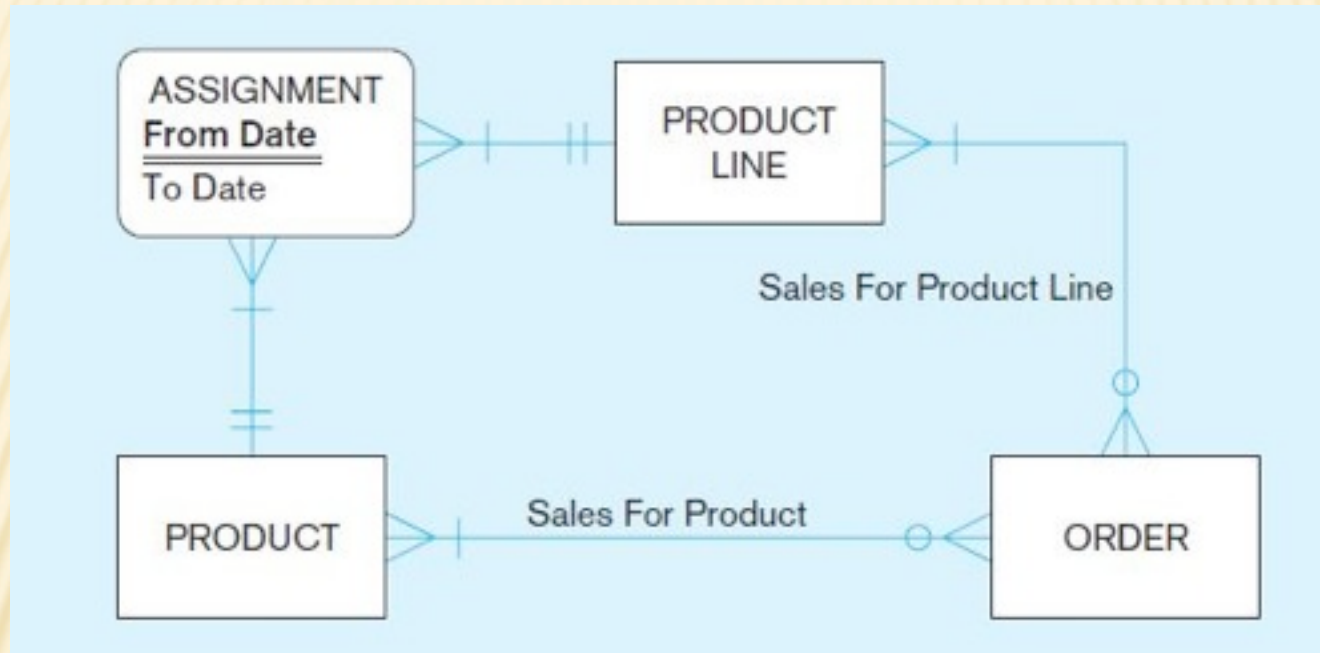 ASSIGNMENT
From Date
To Date
PRODUCT
LINE
Sales For Product Line
PRODUCT
Sales For Product
ORDER